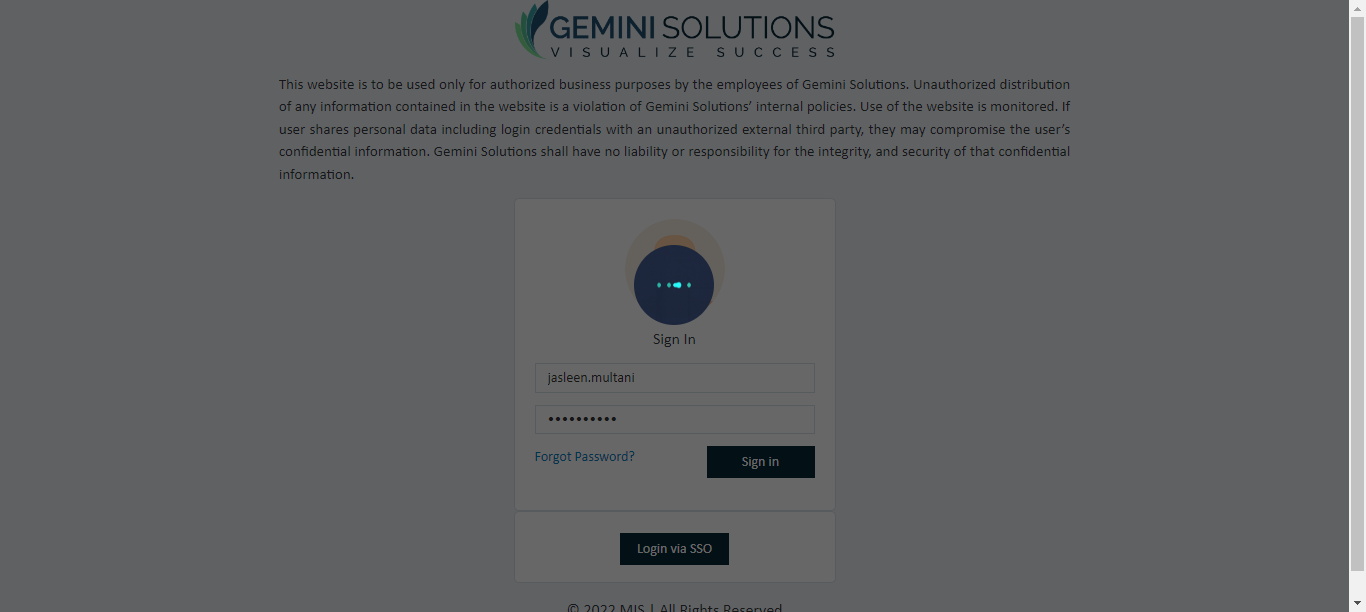 GEMINI SOLUTIONS
VISUALIZE SUCCESS
This website is to be used only for authorized business purposes by the employees of Gemini Solutions. Unauthorized distribution
of any information contained in the website is a violation of Gemini Solutions’ internal policies. Use of the website is monitored. If
user shares personal data including login credentials with an unauthorized external third party, they may compromise the user’s
confidential information. Gemini Solutions shall have no liability or responsibility for the integrity, and security of that confidential
information.
Sign In
jasleen.multani
••••••••••
Forgot Password?
Sign in
Login via SSO
© 2022 MIS | All Rights Reserved